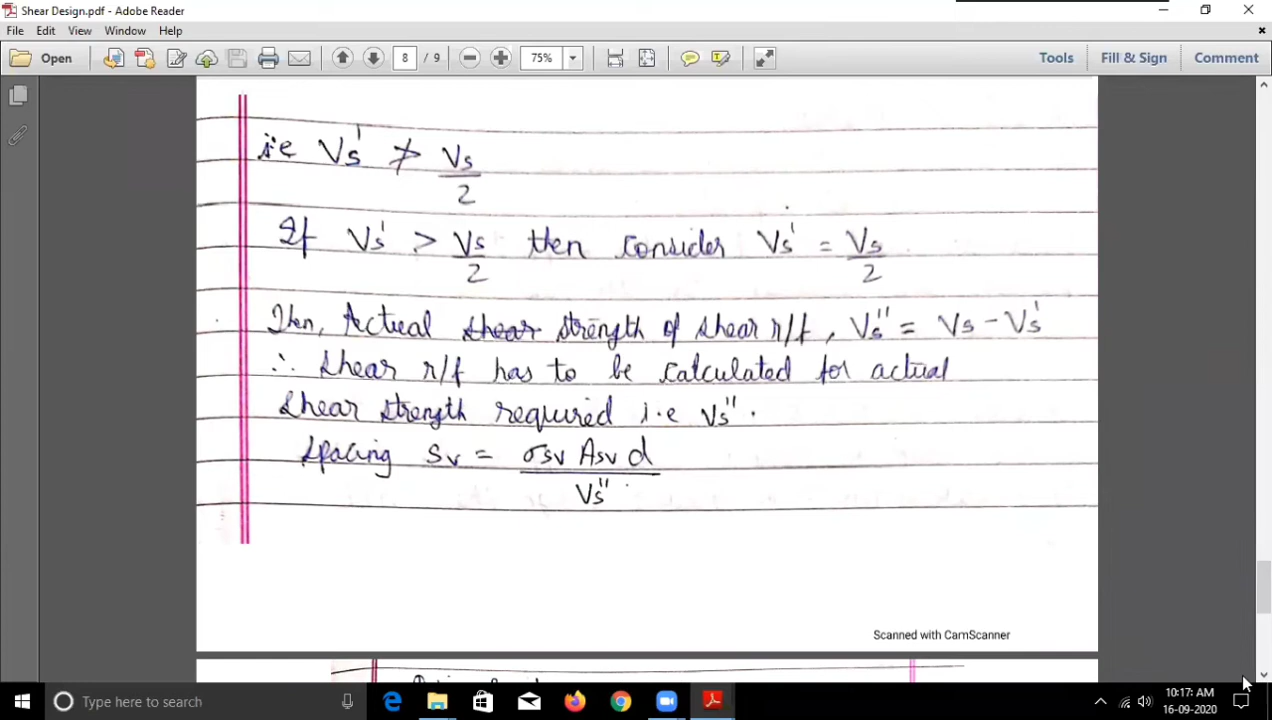 Shear Design.pdf - Adobe Reader
File Edit View Window Help
Open 8 / 9 75% Tools Fill & Sign Comment
i.e Vs' ≯ Vs/2
If Vs' > Vs/2 then consider Vs' = Vs/2
Then, Actual shear strength of shear r/f, Vs'' = Vs - Vs'
∴ shear r/f has to be calculated for actual
shear strength required i.e Vs''.
Spacing Sv = σsv Asv d / Vs''
Scanned with CamScanner
Type here to search
10:17: AM
16-09-2020